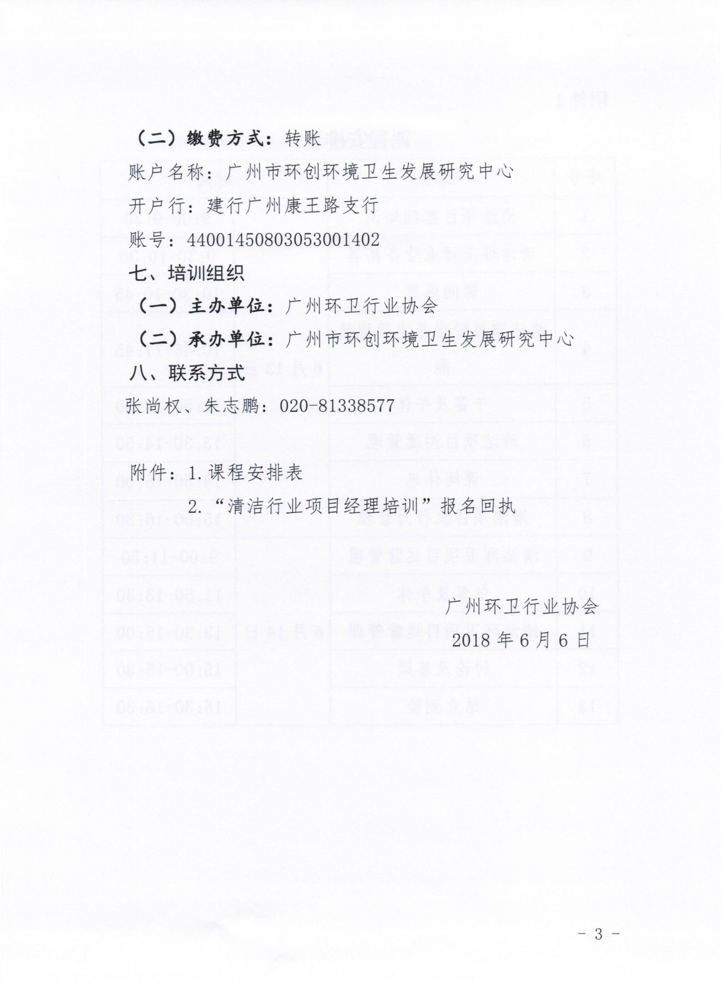 （二）缴费方式：转账
账户名称：广州市环创环境卫生发展研究中心
开户行：建行广州康王路支行
账号：44001450803053001402
七、培训组织
（一）主办单位：广州环卫行业协会
（二）承办单位：广州市环创环境卫生发展研究中心
八、联系方式
张尚权、朱志鹏：020-81338577
附件：1.课程安排表
2.“清洁行业项目经理培训”报名回执
广州环卫行业协会
2018年6月6日
- 3 -